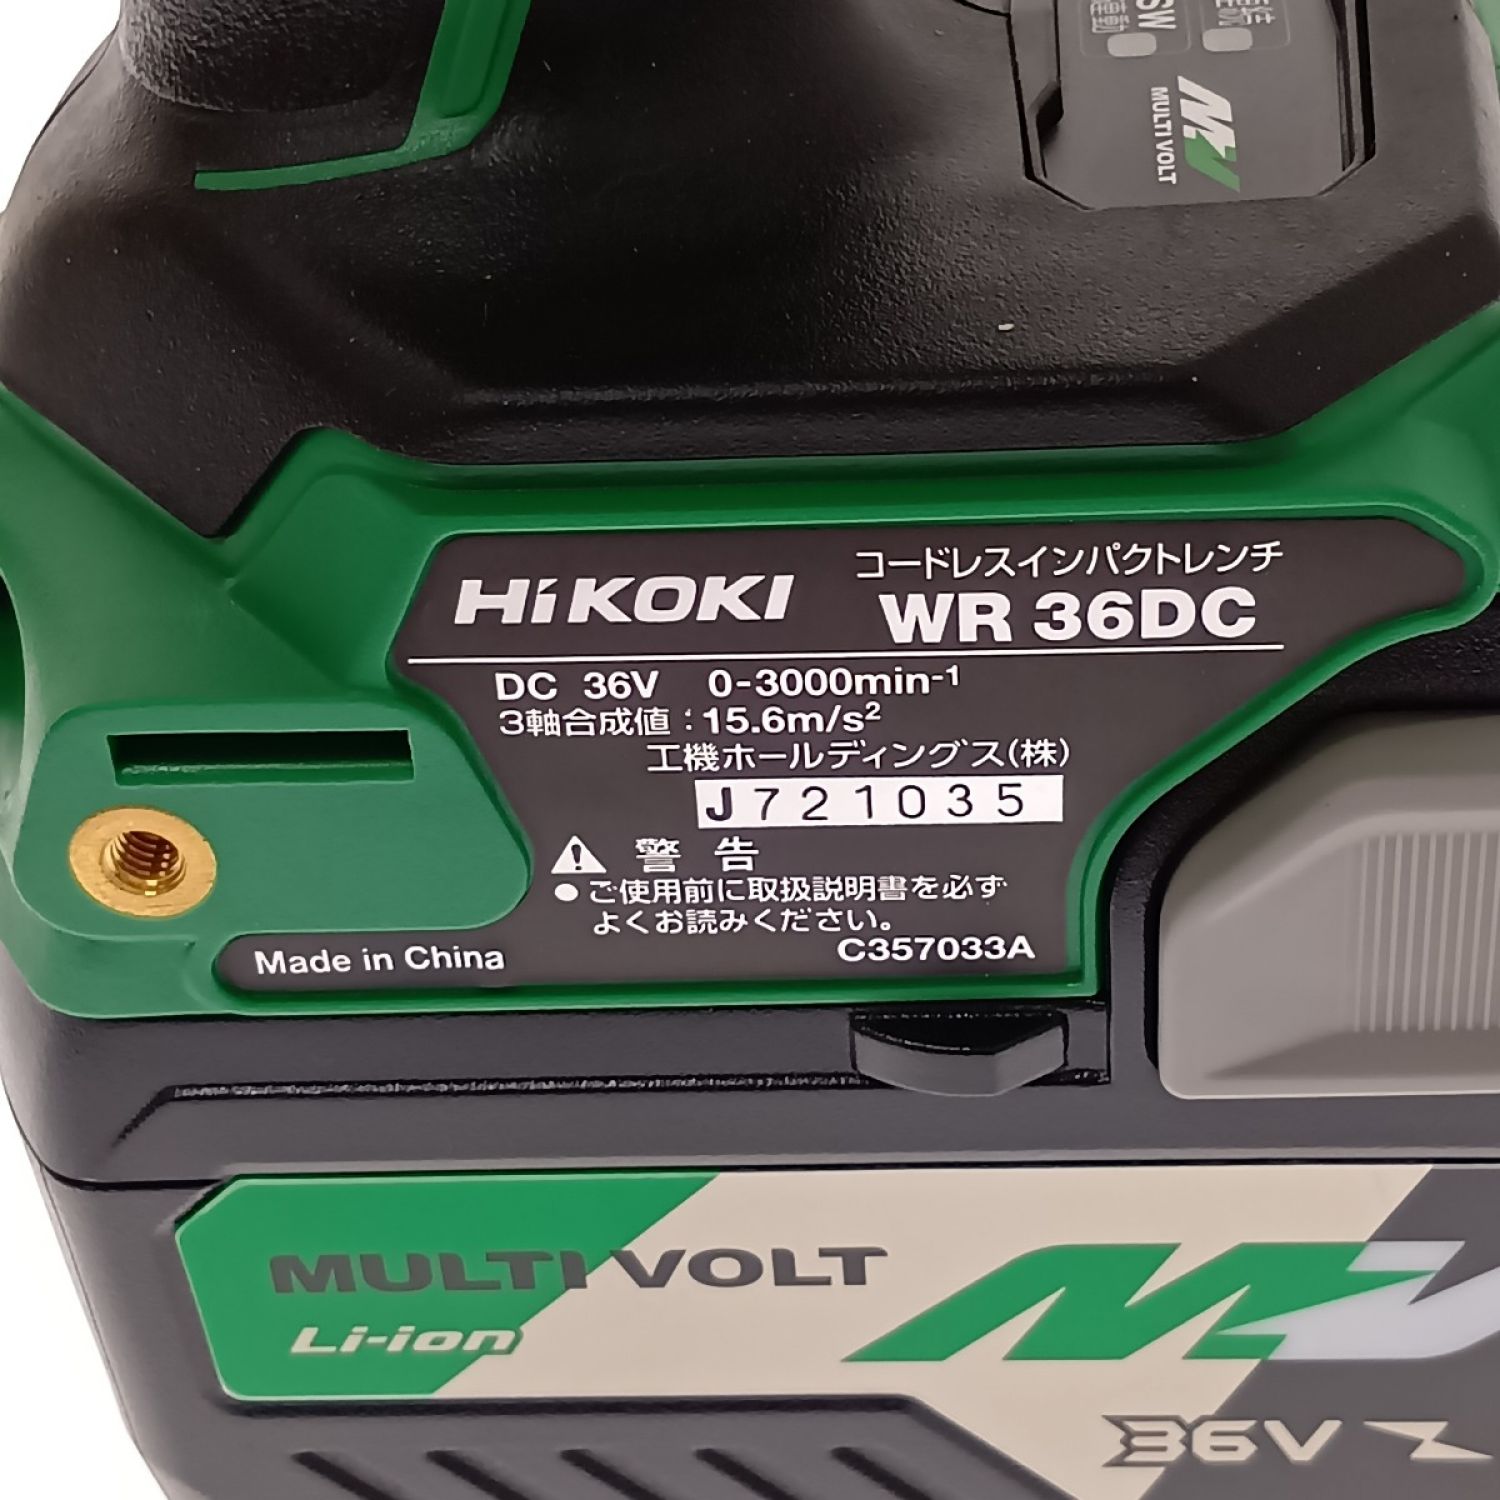 SW
連動
MULTI VOLT
HiKOKI
コードレスインパクトレンチ
WR 36DC
DC 36V 0-3000min-1
3軸合成値:15.6m/s²
工機ホールディングス(株)
J721035
警告
●ご使用前に取扱説明書を必ず
よくお読みください。
C357033A
Made in China
MULTI VOLT
Li-ion
36V